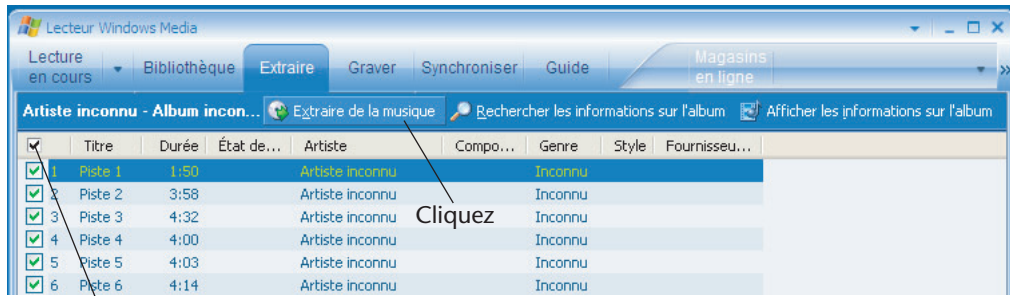 Lecteur Windows Media
Lecture en cours Bibliothèque Extraire Graver Synchroniser Guide Magasins en ligne
Artiste inconnu - Album incon... Extraire de la musique Rechercher les informations sur l'album Afficher les informations sur l'album
Titre Durée État de... Artiste Compo... Genre Style Fournisseu...
1 Piste 1 1:50 Artiste inconnu Inconnu
2 Piste 2 3:58 Artiste inconnu Inconnu
3 Piste 3 4:32 Artiste inconnu Inconnu
Cliquez
4 Piste 4 4:00 Artiste inconnu Inconnu
5 Piste 5 4:03 Artiste inconnu Inconnu
6 Piste 6 4:14 Artiste inconnu Inconnu